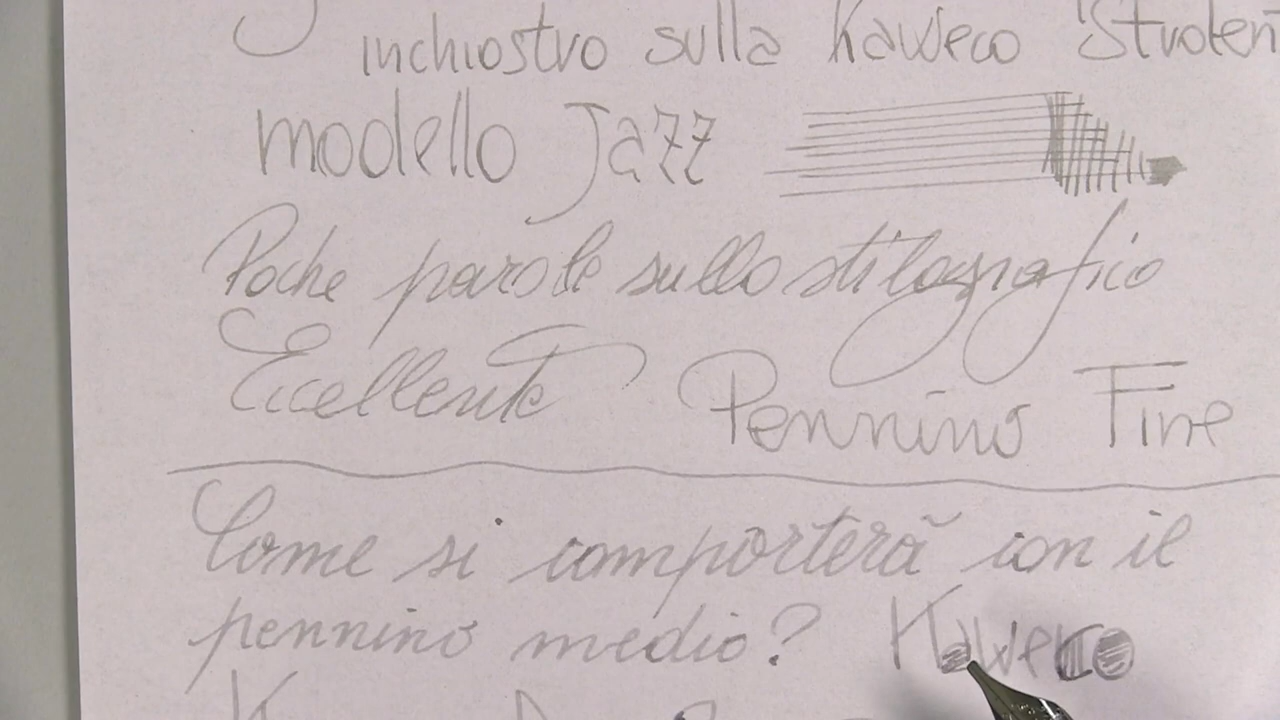 inchiostro sulla Kaweco Student
modello Jazz
Poche parole sullo stilografico
Eccellente Pennino Fine
Come si comporterà con il
pennino medio? Kaweco